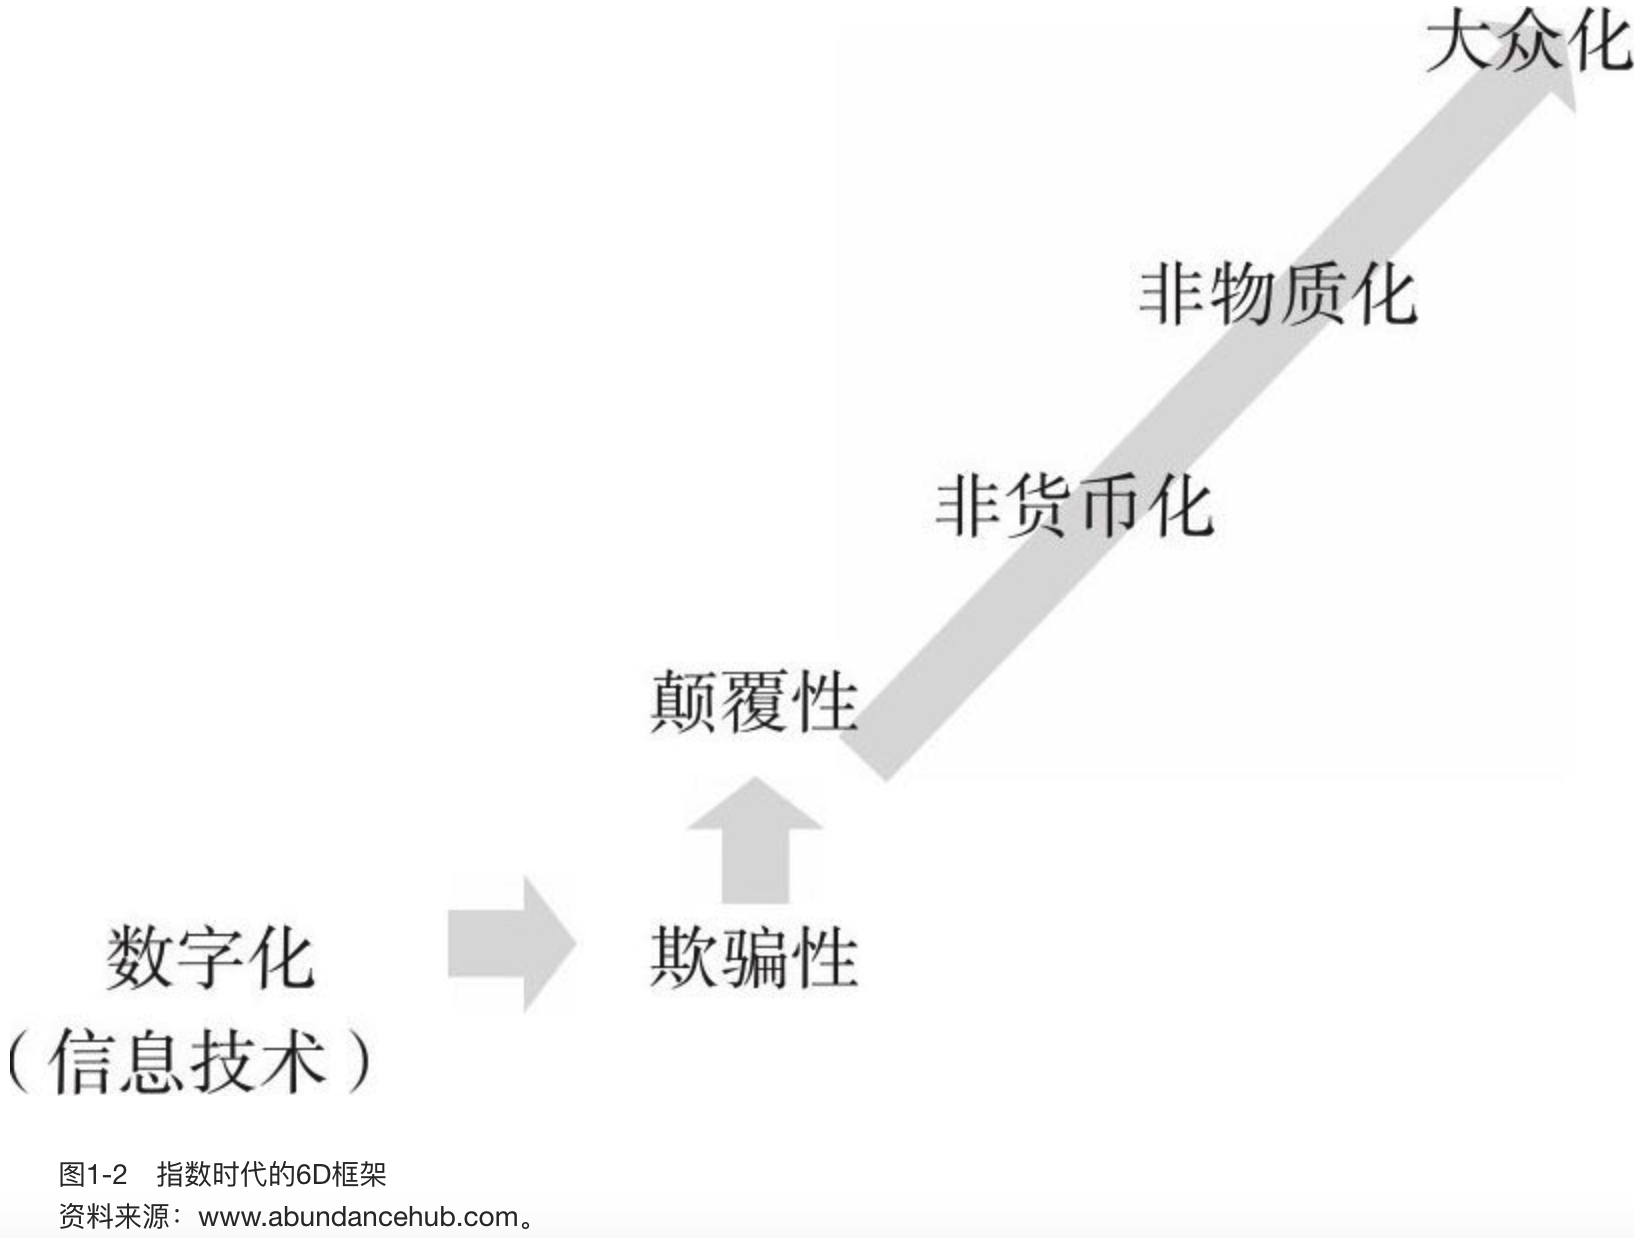 大众化
非物质化
非货币化
颠覆性
数字化
欺骗性
（信息技术）
图1-2　指数时代的6D框架
资料来源：www.abundancehub.com。